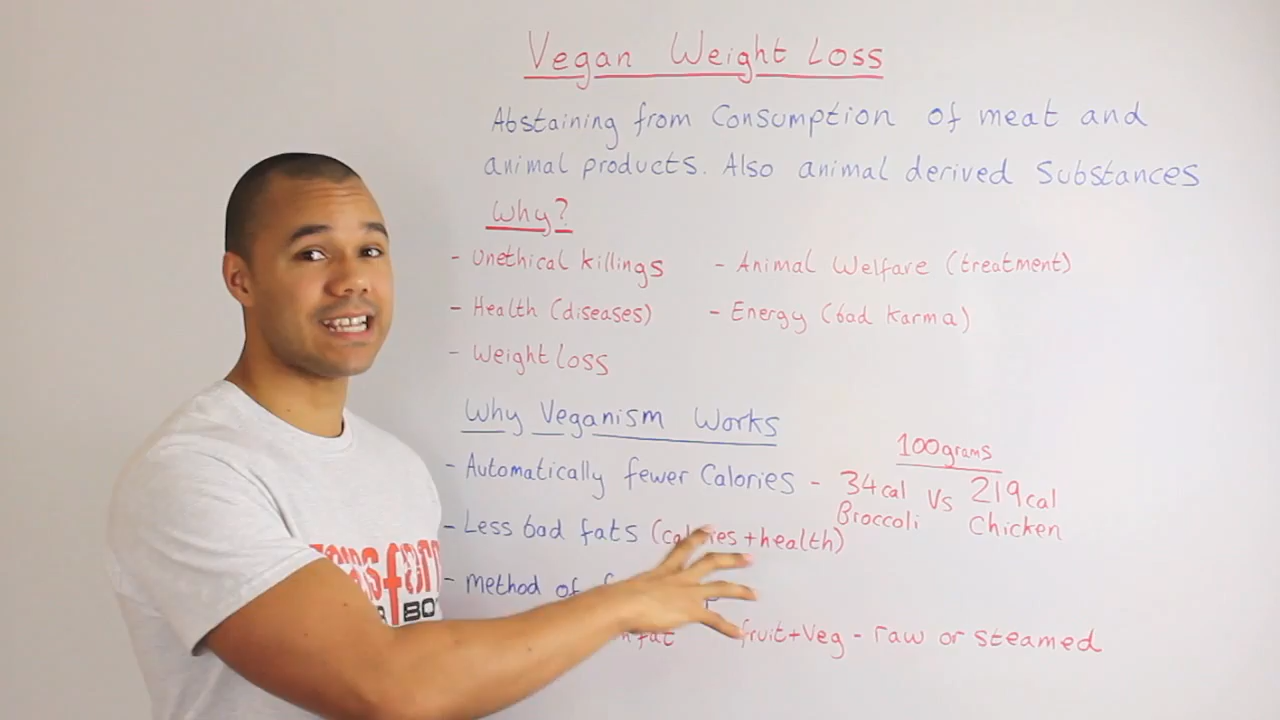 Vegan Weight Loss
Abstaining from Consumption of meat and
animal products. Also animal derived Substances
Why?
- Unethical killings - Animal Welfare (treatment)
- Health (diseases) - Energy (bad karma)
- Weight loss
Why Veganism Works
100grams
- Automatically fewer Calories - 34cal Vs 219cal
Broccoli Chicken
- Less bad fats (calories+health)
- method of
fat fruit+Veg - raw or steamed